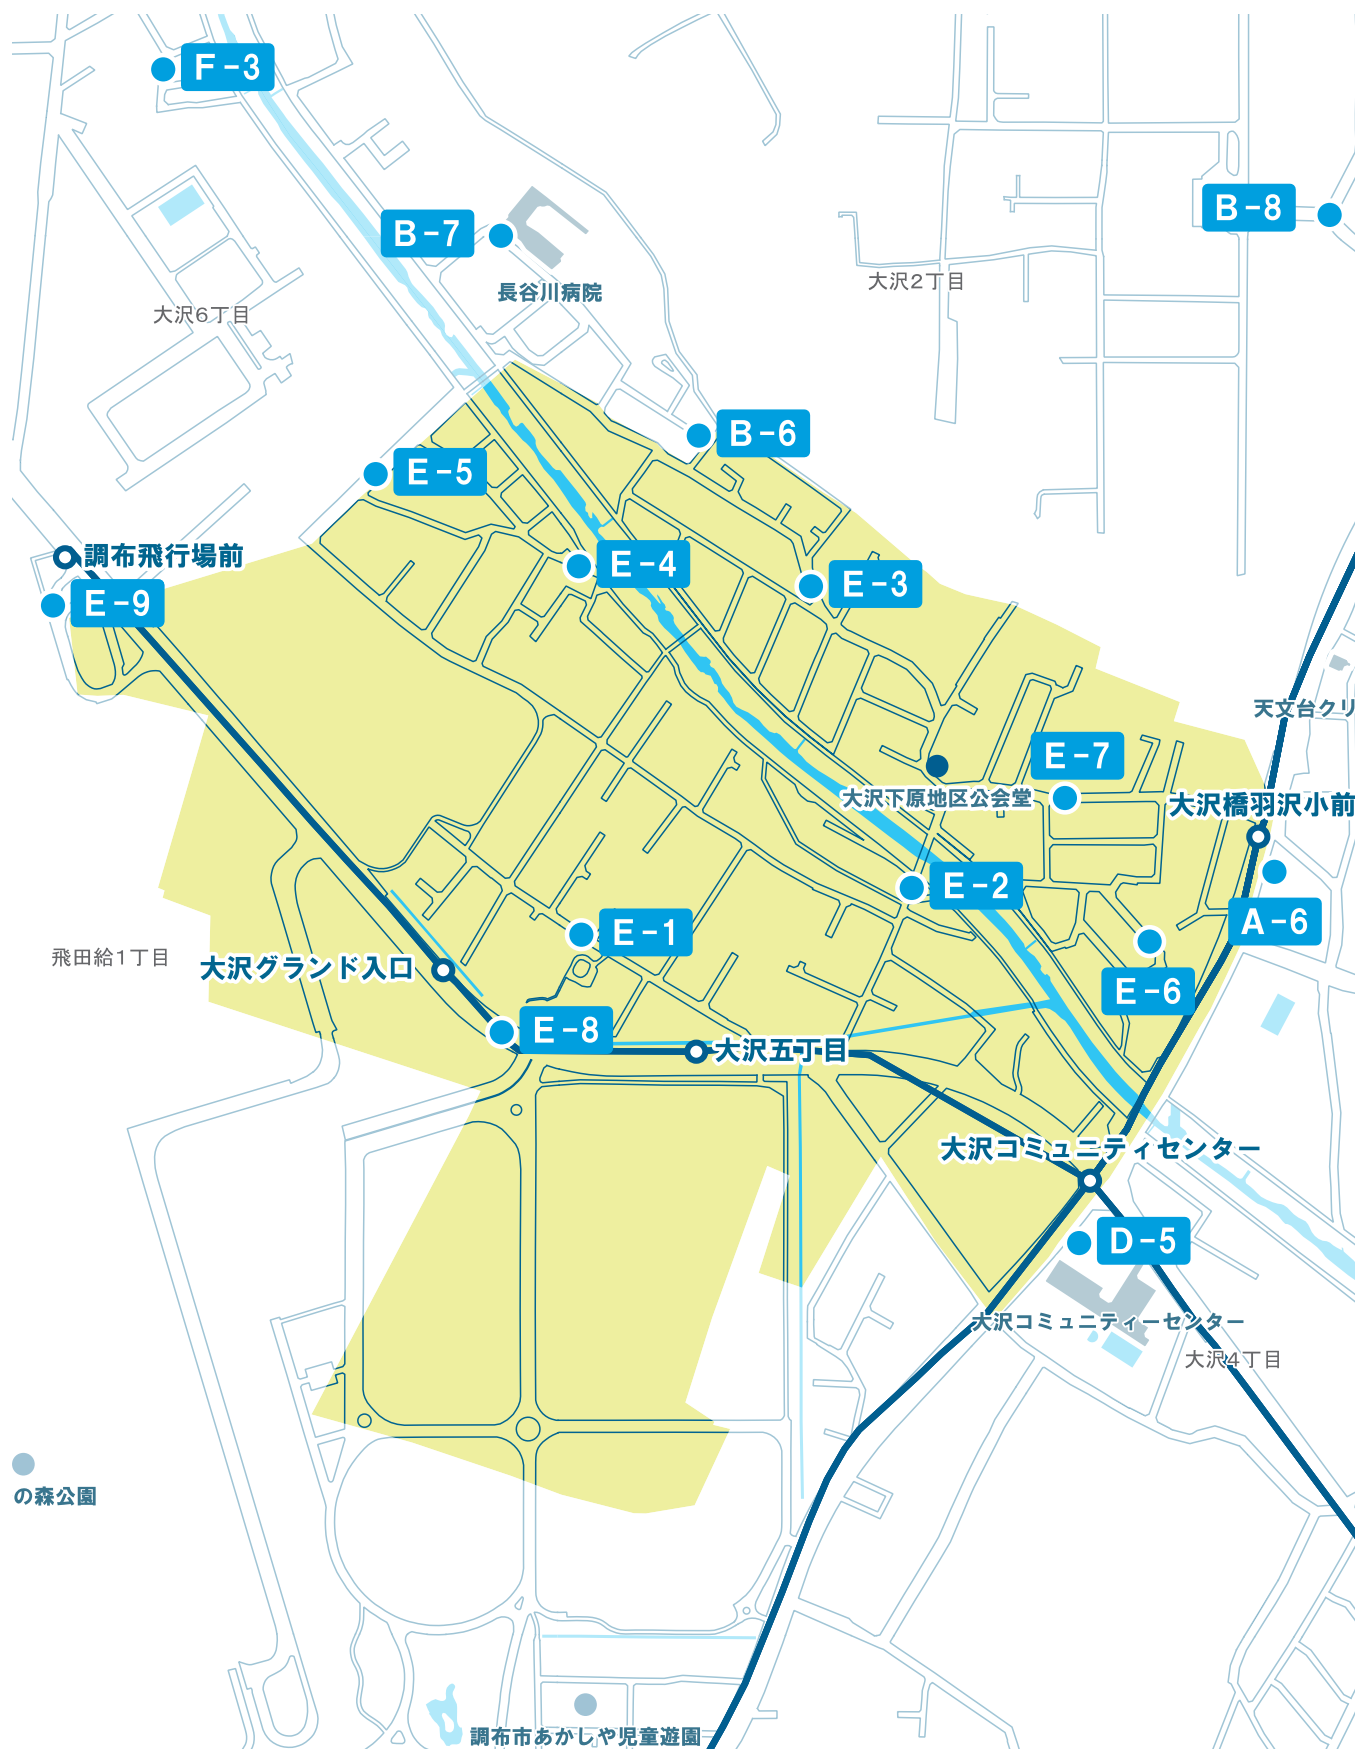 F-3
B-8
B-7
大沢2丁目
長谷川病院
大沢6丁目
B-6
E-5
調布飛行場前
E-4
E-3
E-9
天文台クリ
E-7
大沢下原地区公会堂
大沢橋羽沢小前
E-2
A-6
E-1
飛田給1丁目
大沢グランド入口
E-6
E-8
大沢五丁目
大沢コミュニティセンター
D-5
大沢コミュニティーセンター
大沢4丁目
の森公園
調布市あかしや児童遊園